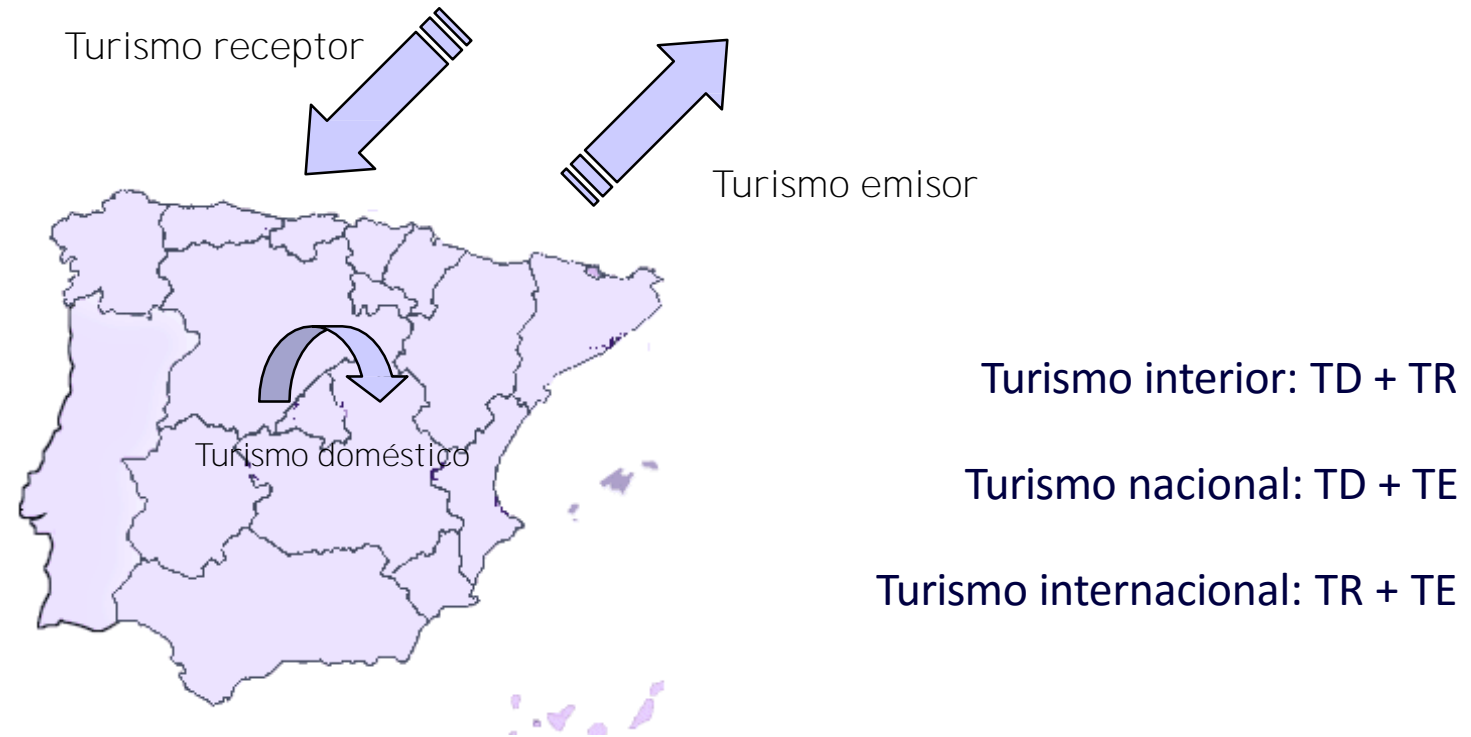 Turismo receptor
Turismo emisor
Turismo doméstico
Turismo interior: TD + TR
Turismo nacional: TD + TE
Turismo internacional: TR + TE